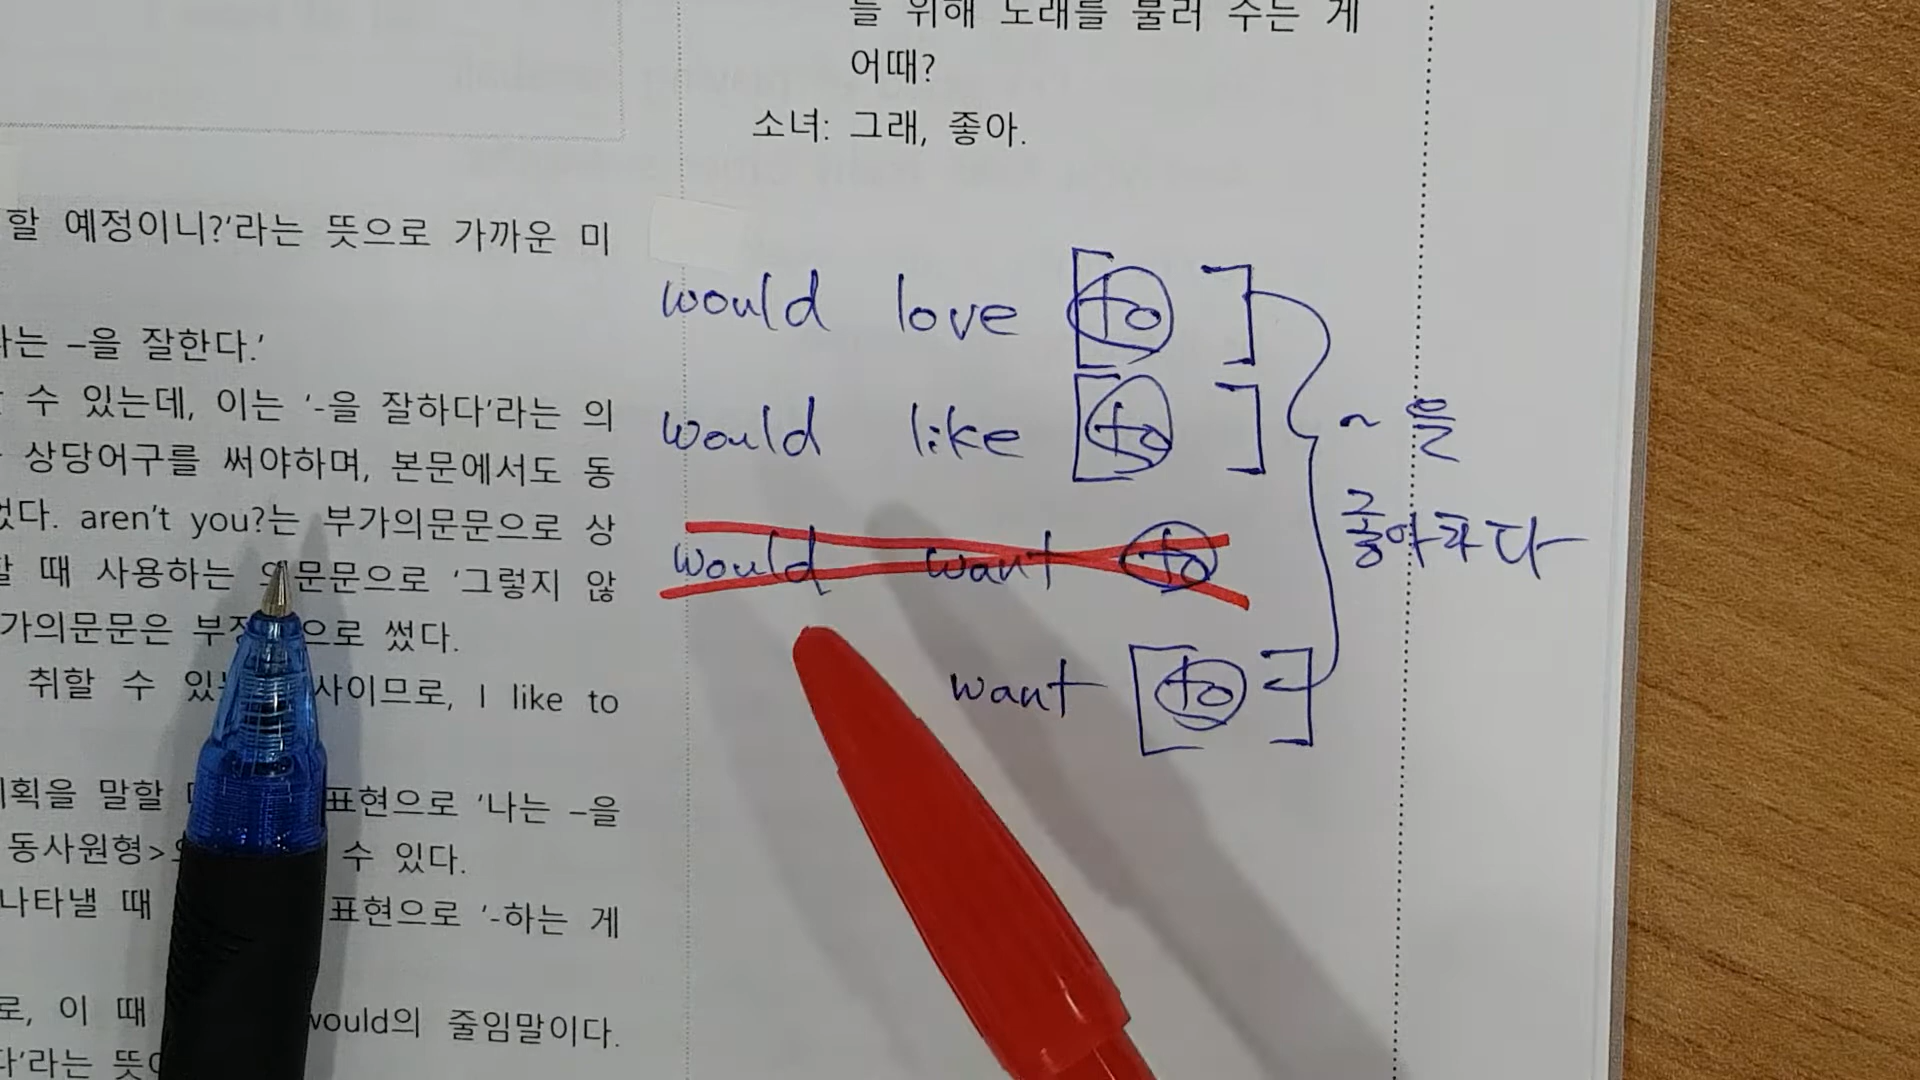 를 위해 노래를 불러 주는 게
어때?
소녀: 그래, 좋아.
할 예정이니?'라는 뜻으로 가까운 미
는 –을 잘한다.'
수 있는데, 이는 '-을 잘하다'라는 의
상당어구를 써야하며, 본문에서도 동
다. aren't you?는 부가의문문으로 상
할 때 사용하는 의문문으로 '그렇지 않
가의문문은 부정으로 썼다.
취할 수 있는 사이므로, I like to
획을 말할 표현으로 '나는 –을
동사원형> 수 있다.
나타낼 때 표현으로 '-하는 게
로, 이 때 would의 줄임말이다.
다'라는
would love [to ]
would like [to ]
would want to
want [to ]
~을
좋아하다